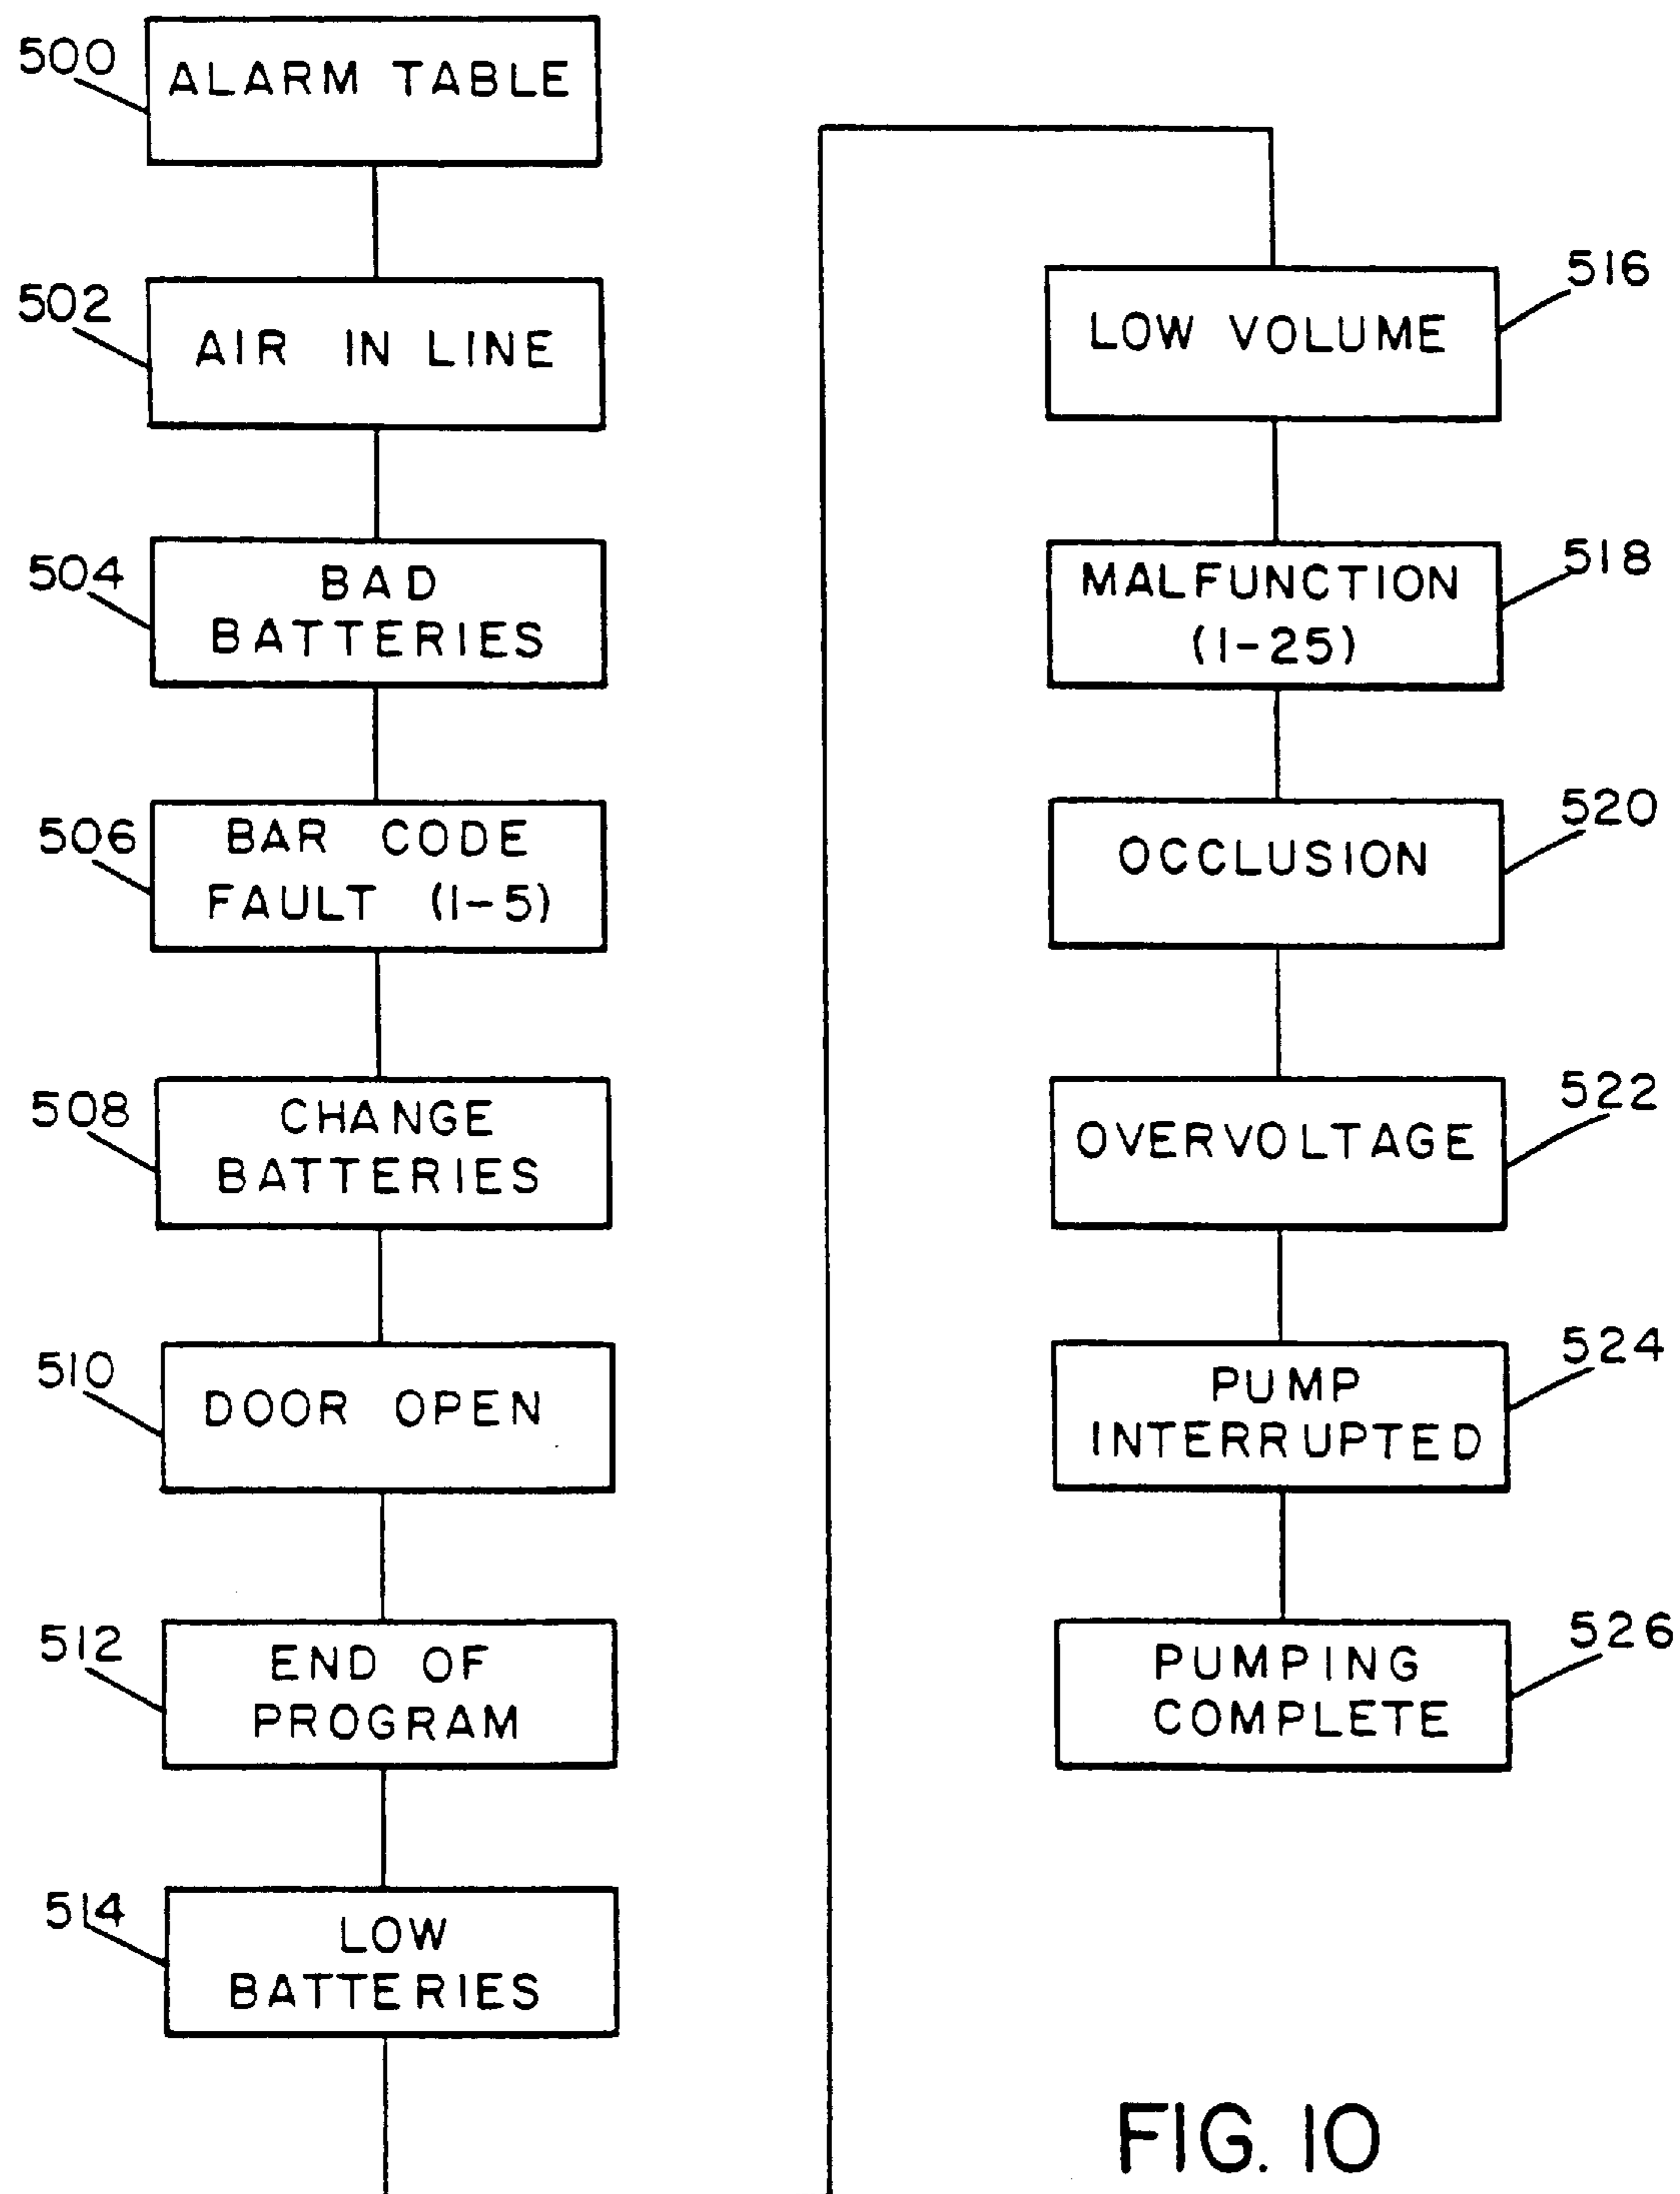 500
ALARM TABLE
502
AIR IN LINE
504
BAD
BATTERIES
506
BAR CODE
FAULT (1-5)
508
CHANGE
BATTERIES
510
DOOR OPEN
512
END OF
PROGRAM
514
LOW
BATTERIES
516
LOW VOLUME
518
MALFUNCTION
(1-25)
520
OCCLUSION
522
OVERVOLTAGE
524
PUMP
INTERRUPTED
526
PUMPING
COMPLETE
FIG. 10